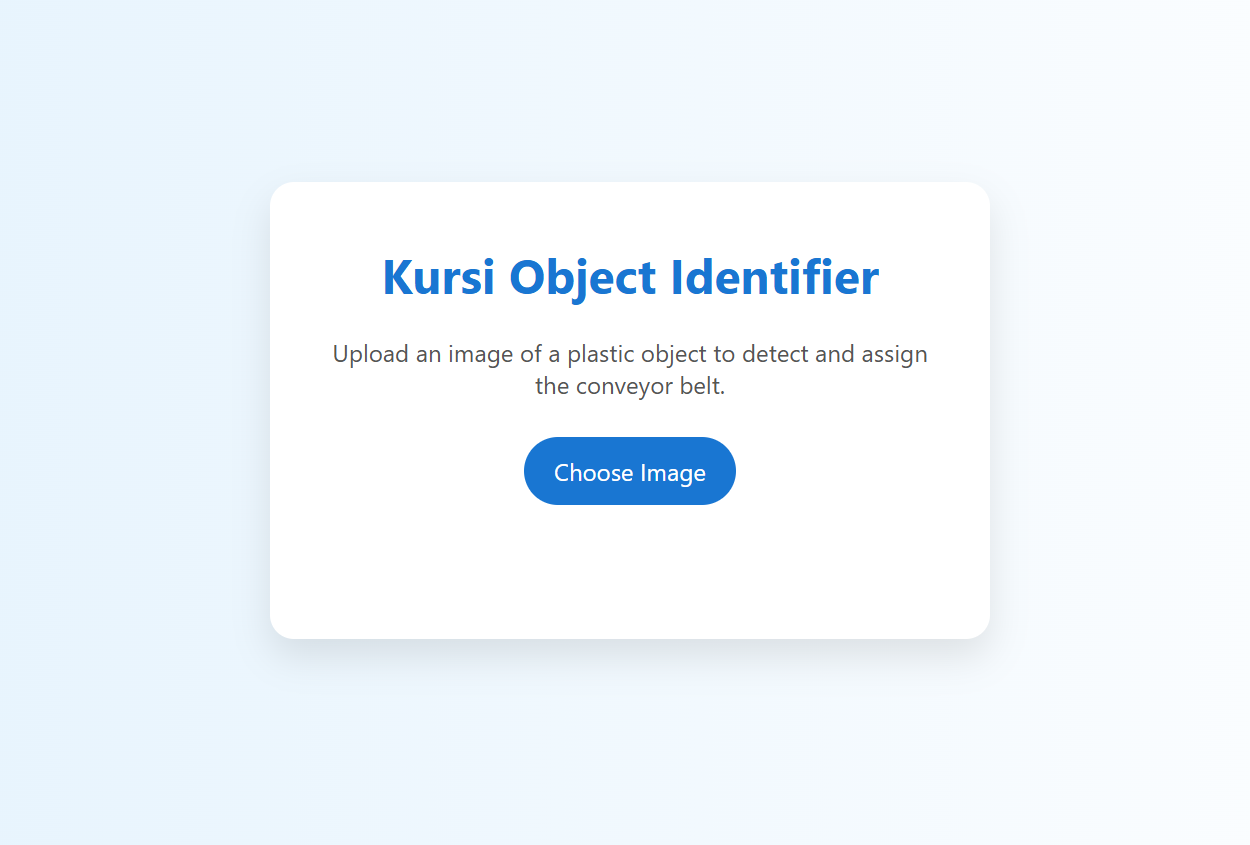 Kursi Object Identifier
Upload an image of a plastic object to detect and assign
the conveyor belt.
Choose Image